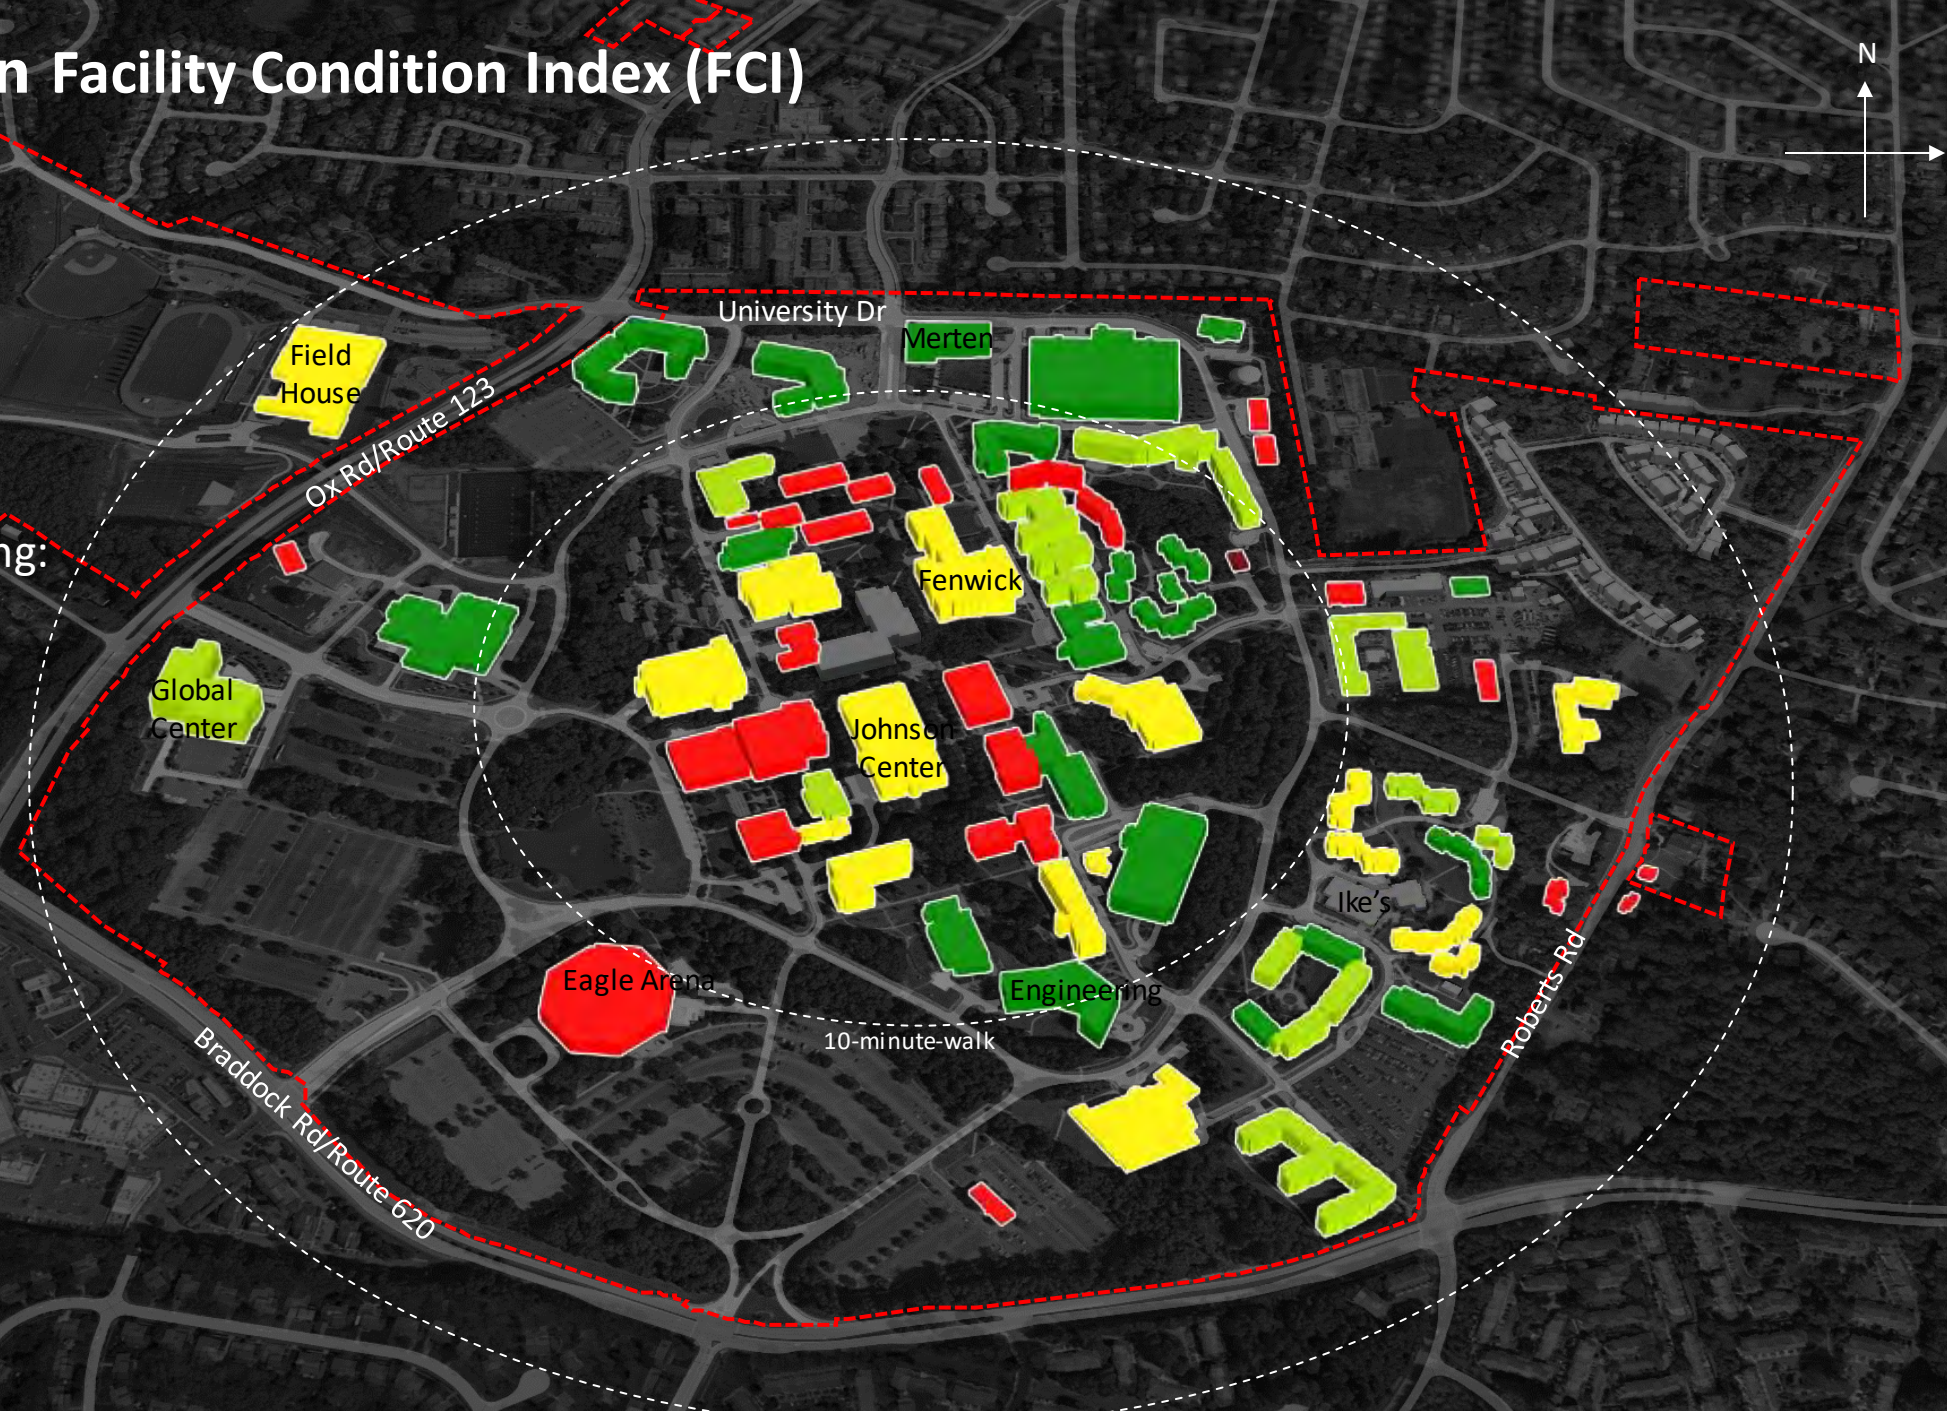 n Facility Condition Index (FCI)
N
University Dr
Merten
Field
House
Ox Rd/Route 123
ng:
Fenwick
Global
Center
Johnson
Center
Ike's
Eagle Arena
Engineering
10-minute-walk
Roberts Rd
Braddock Rd/Route 620